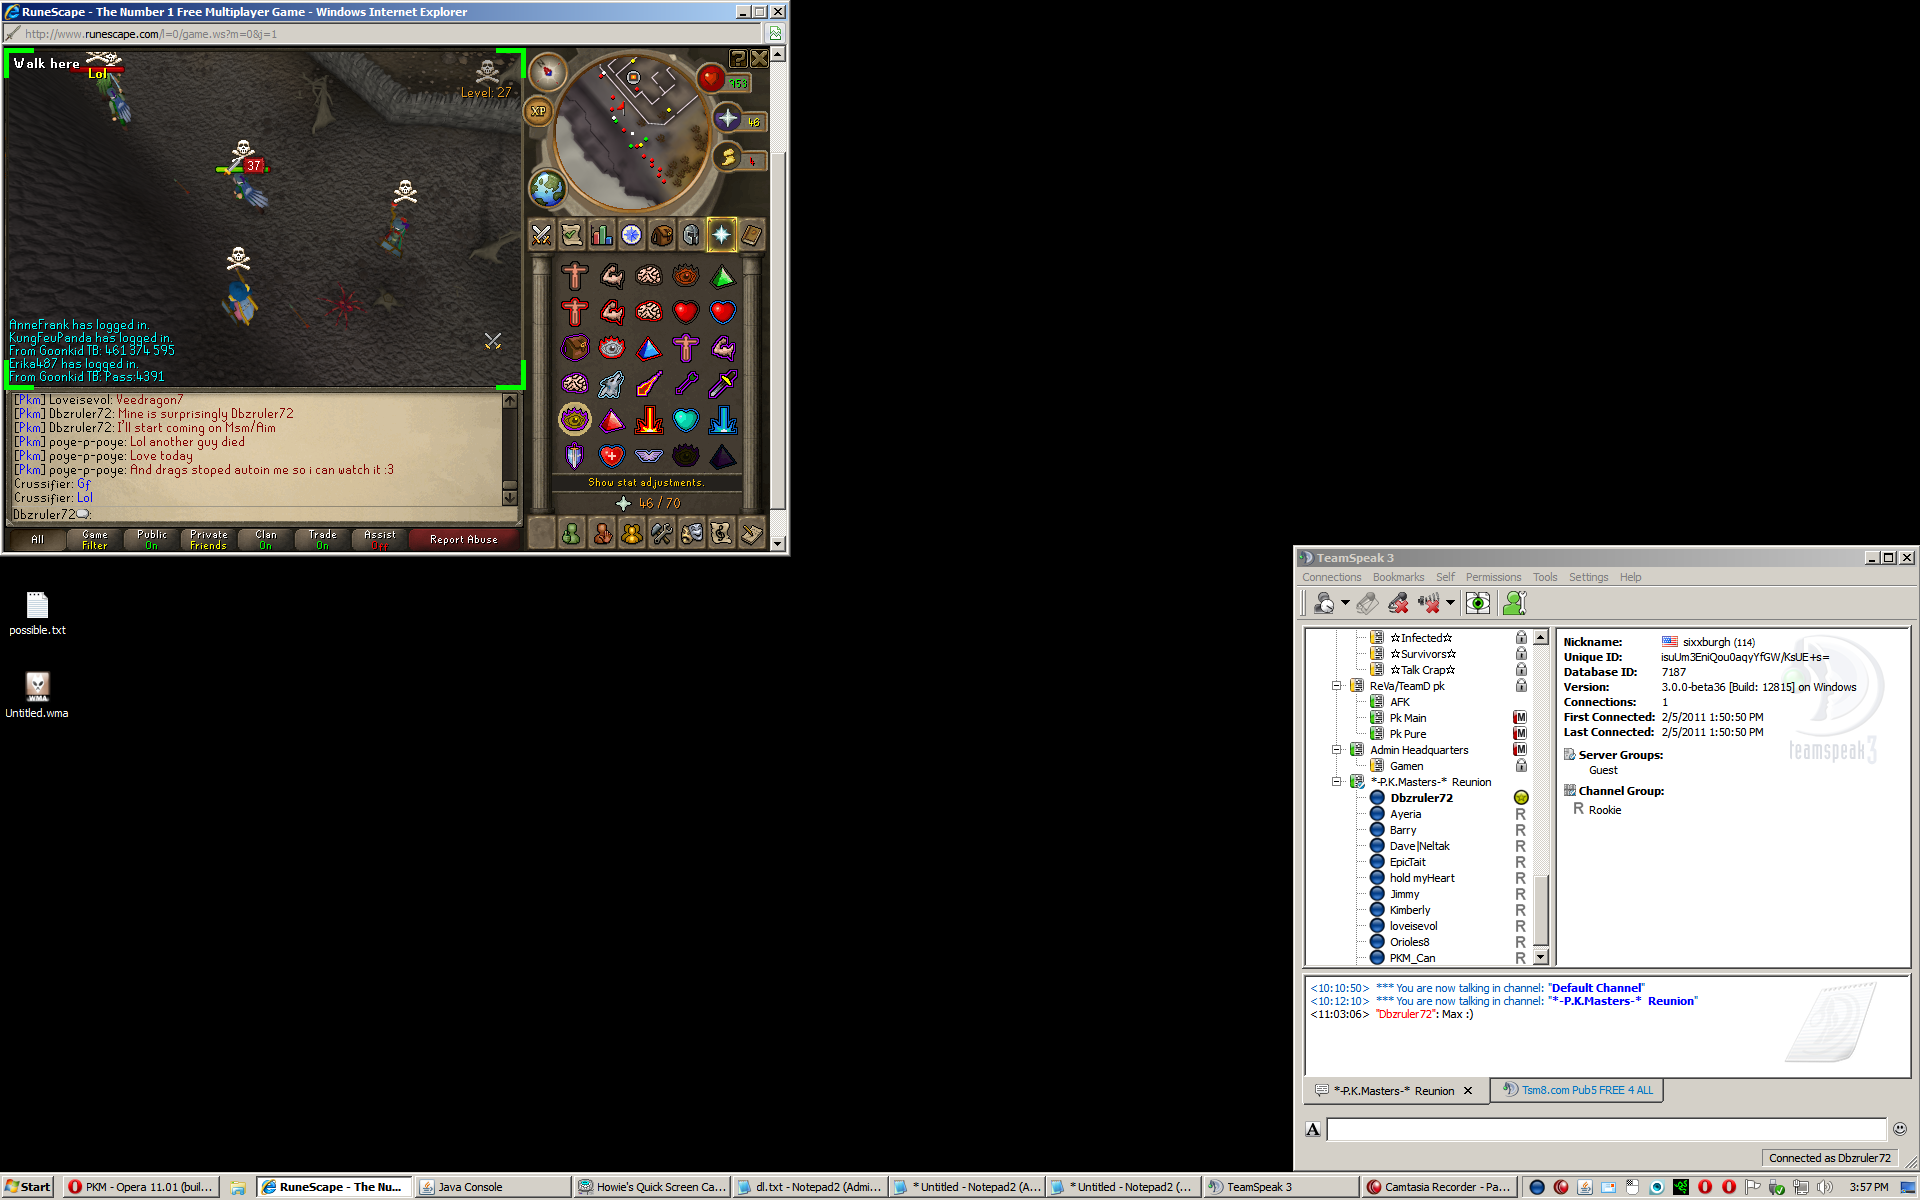 RuneScape - The Number 1 Free Multiplayer Game - Windows Internet Explorer
http://www.runescape.com/l=0/game.ws?m=0&j=1
Walk here
Lol
Level: 27
37
AnneFrank has logged in.
KungFeuPanda has logged in.
From Goonkid TB: 461 374 595
Erika487 has logged in.
From Goonkid TB: Pass:4391
[Pkm] Loveisevol: Veedragon7
[Pkm] Dbzruler72: Mine is surprisingly Dbzruler72
[Pkm] Dbzruler72: I'll start coming on Msm/Aim
[Pkm] poye-p-poye: Lol another guy died
[Pkm] poye-p-poye: Love today
[Pkm] poye-p-poye: And drags stoped autoin me so i can watch it :3
Crussifier: Gf
Crussifier: Lol
Dbzruler72:
All
Game
Filter
Public
On
Private
Friends
Clan
On
Trade
On
Assist
Report Abuse
XP
46
Show stat adjustments.
46 / 70
possible.txt
WMA
Untitled.wma
TeamSpeak 3
Connections Bookmarks Self Permissions Tools Settings Help
☆Infected☆
☆Survivors☆
☆Talk Crap☆
ReVa/TeamD pk
AFK
Pk Main M
Pk Pure M
Admin Headquarters M
Gamen
*-P.K.Masters-* Reunion
Dbzruler72
Ayeria R
Barry R
Dave|Neltak R
EpicTait R
hold myHeart R
Jimmy R
Kimberly R
loveisevol R
Orioles8 R
PKM_Can R
Nickname: sixxburgh (114)
Unique ID: isuUm3EniQou0aqyYfGW/KsUE+s=
Database ID: 7187
Version: 3.0.0-beta36 [Build: 12815] on Windows
Connections: 1
First Connected: 2/5/2011 1:50:50 PM
Last Connected: 2/5/2011 1:50:50 PM
Server Groups:
Guest
Channel Group:
R Rookie
teamspeak 3
<10:10:50> *** You are now talking in channel: "Default Channel"
<10:12:10> *** You are now talking in channel: "*-P.K.Masters-* Reunion"
<11:03:06> "Dbzruler72": Max :)
*-P.K.Masters-* Reunion
Tsm8.com Pub5 FREE 4 ALL
A
Connected as Dbzruler72
Start
PKM - Opera 11.01 (buil...
RuneScape - The Nu...
Java Console
Howie's Quick Screen Ca...
dl.txt - Notepad2 (Admi...
* Untitled - Notepad2 (A...
* Untitled - Notepad2 (...
TeamSpeak 3
Camtasia Recorder - Pa...
3:57 PM